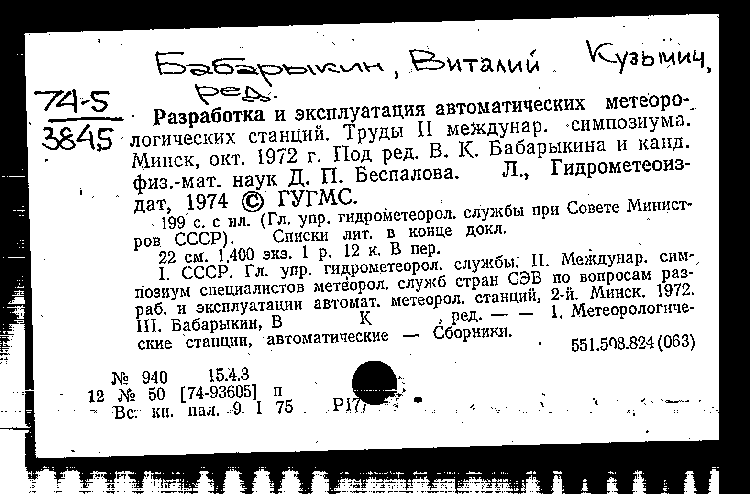 Бабарыкин, Виталий Кузьмич,
ред.
74-5
3845
Разработка и эксплуатация автоматических метеоро-
логических станций. Труды II междунар. симпозиума.
Минск, окт. 1972 г. Под ред. В. К. Бабарыкина и канд.
физ.-мат. наук Д. П. Беспалова. Л., Гидрометеоиз-
дат, 1974 © ГУГМС.
199 с. с ил. (Гл. упр. гидрометеорол. службы при Совете Минист-
ров СССР). Списки лит. в конце докл.
22 см. 1.400 экз. 1 р. 12 к. В пер.
I. СССР. Гл. упр. гидрометеорол. службы. II. Междунар. сим-
позиум специалистов метеорол. служб стран СЭВ по вопросам раз-
раб. и эксплуатации автомат. метеорол. станций, 2-й. Минск. 1972.
III. Бабарыкин, В К , ред. — — 1. Метеорологиче-
ские станции, автоматические — Сборники.
551.508.824(063)
№ 940 15.4.3
12 № 50 [74-93605] п
Вс. кн. пал. 9 I 75 Р17